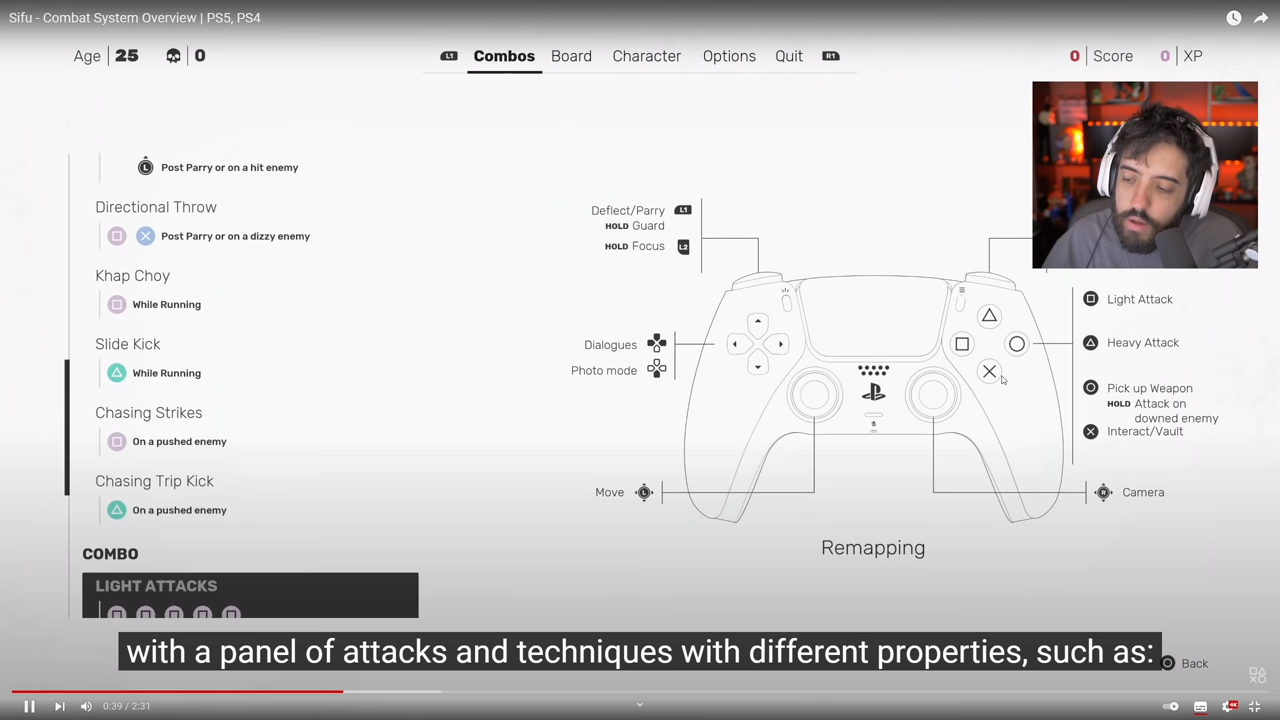 Sifu - Combat System Overview | PS5, PS4
Age 25 0
L1 Combos Board Character Options Quit R1
0 Score 0 XP
L Post Parry or on a hit enemy
Directional Throw
Post Parry or on a dizzy enemy
Khap Choy
While Running
Slide Kick
While Running
Chasing Strikes
On a pushed enemy
Chasing Trip Kick
On a pushed enemy
COMBO
LIGHT ATTACKS
Deflect/Parry L1
HOLD Guard
HOLD Focus L2
Dialogues
Photo mode
Move L
Light Attack
Heavy Attack
Pick up Weapon
HOLD Attack on
downed enemy
Interact/Vault
R Camera
Remapping
with a panel of attacks and techniques with different properties, such as:
Back
0:39 / 2:31
4K